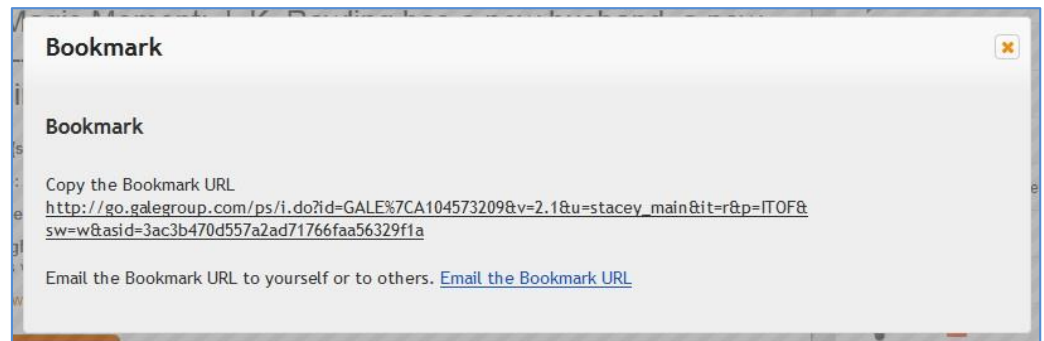 Bookmark
Bookmark
Copy the Bookmark URL
http://go.galegroup.com/ps/i.do?id=GALE%7CA104573209&v=2.1&u=stacey_main&it=r&p=ITOF&
sw=w&asid=3ac3b470d557a2ad71766faa56329f1a
Email the Bookmark URL to yourself or to others. Email the Bookmark URL